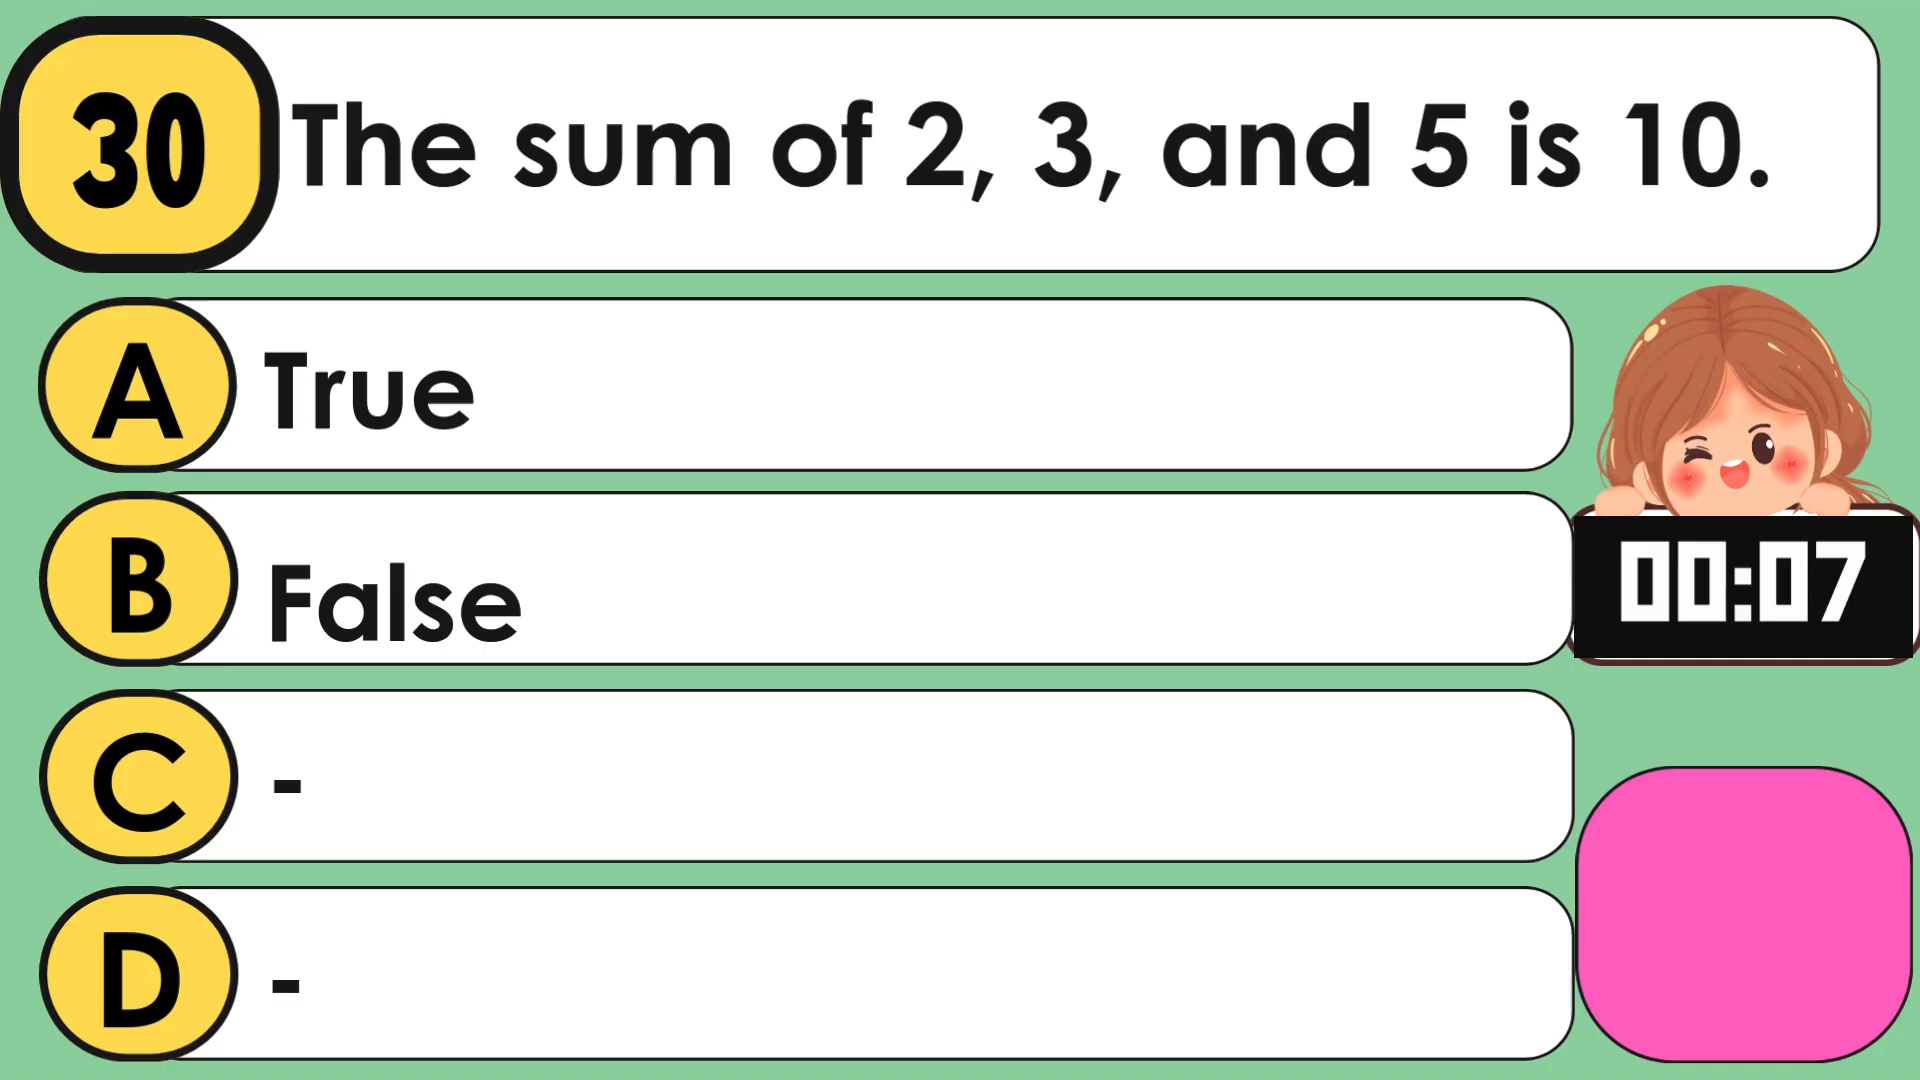 30 The sum of 2, 3, and 5 is 10.
A True
B False
00:07
C -
D -